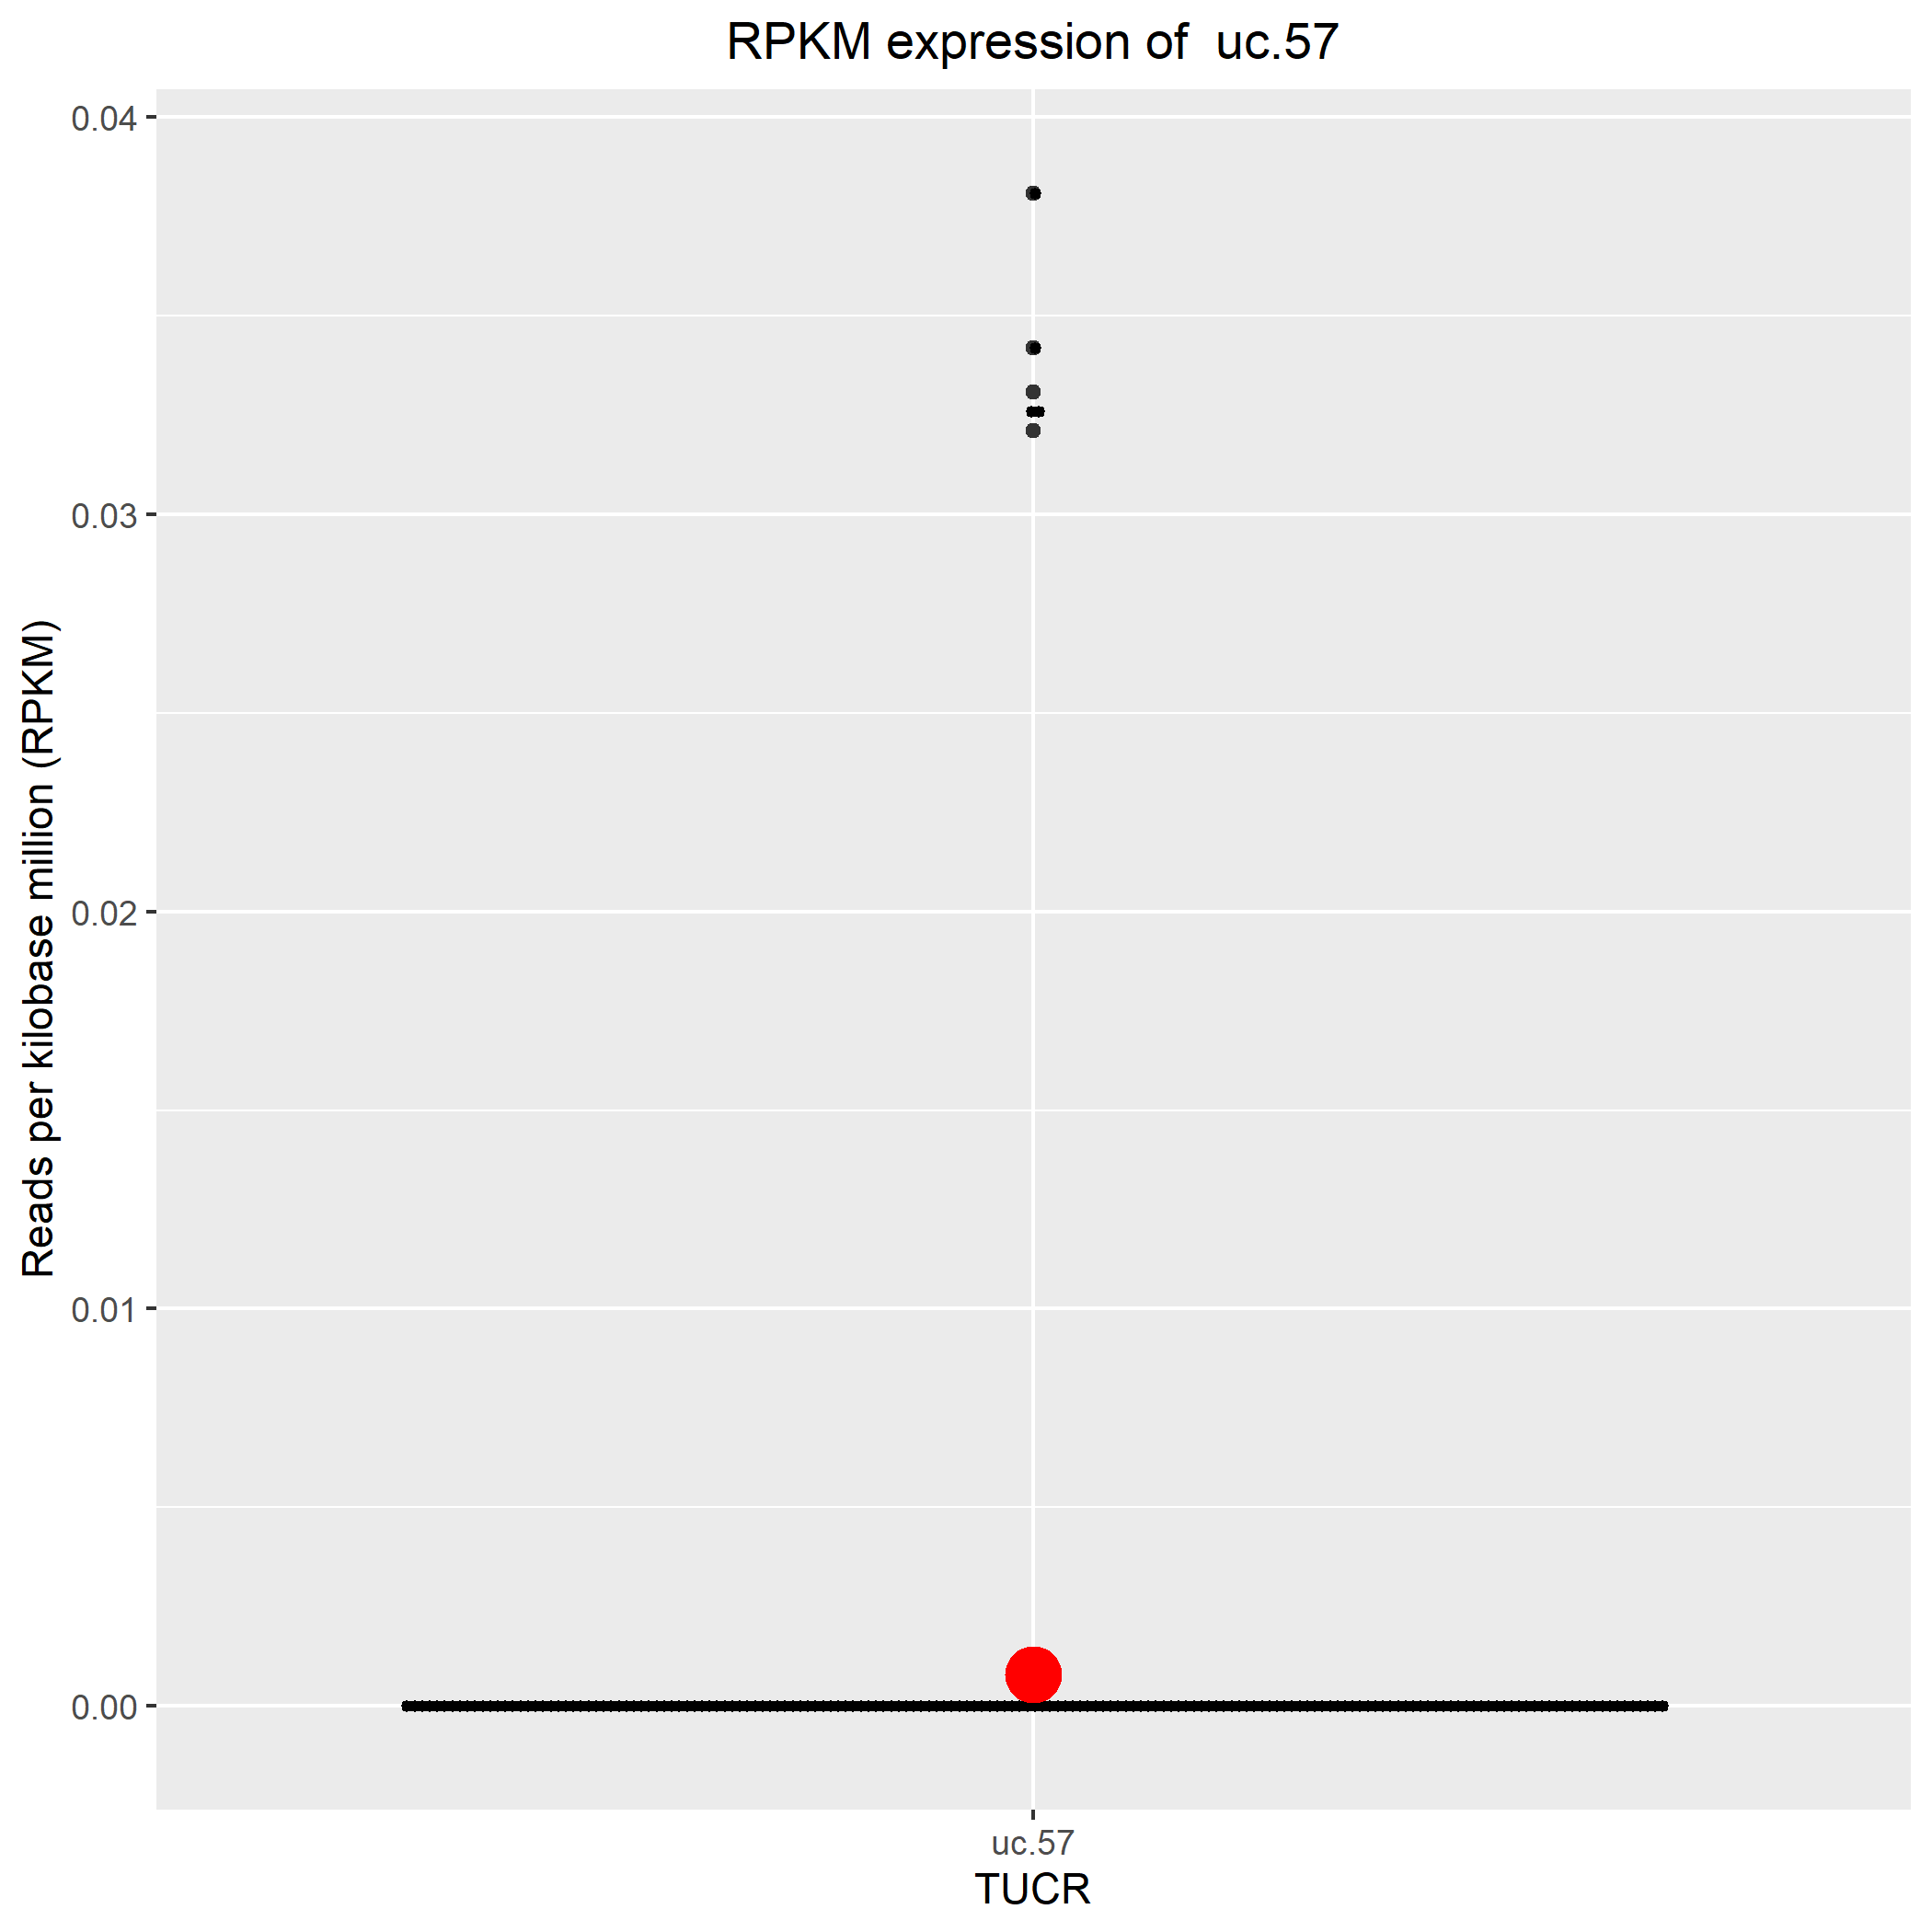 RPKM expression of  uc.57
Reads per kilobase million (RPKM)
0.04
0.03
0.02
0.01
0.00
uc.57
TUCR